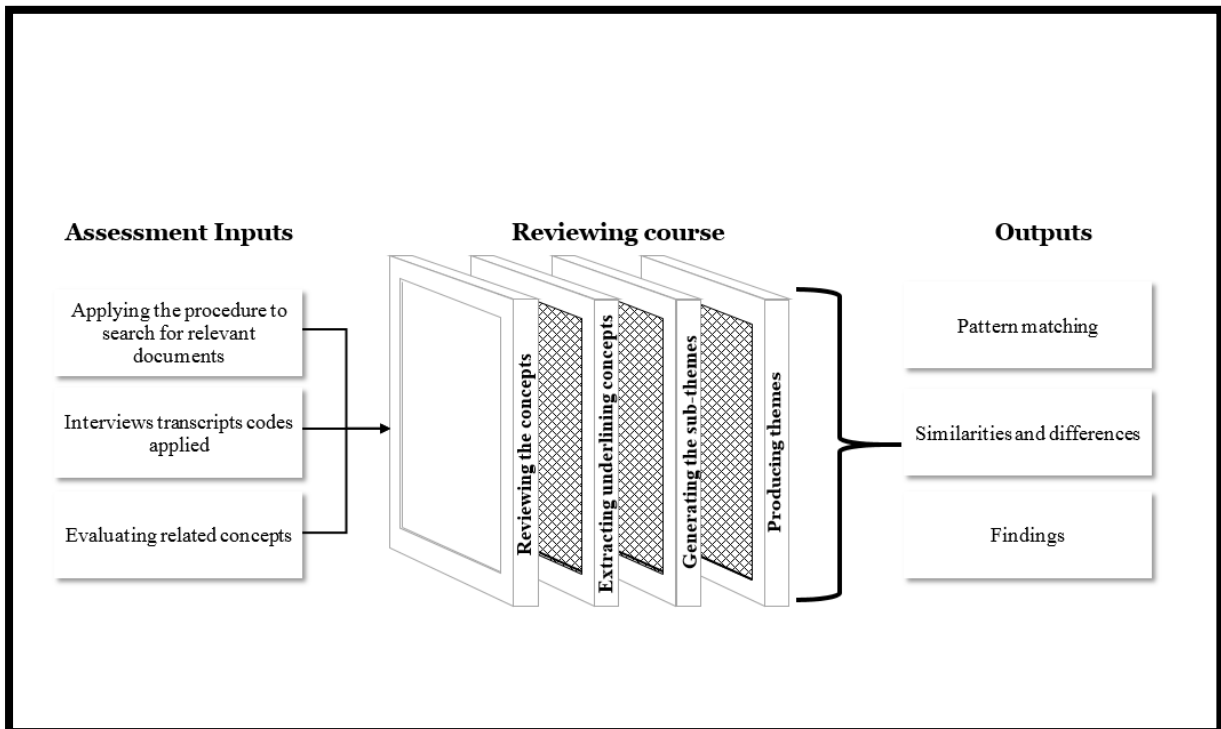 Assessment Inputs
Applying the procedure to
search for relevant
documents
Interviews transcripts codes
applied
Evaluating related concepts
Reviewing course
Reviewing the concepts
Extracting underlining concepts
Generating the sub-themes
Producing themes
Outputs
Pattern matching
Similarities and differences
Findings